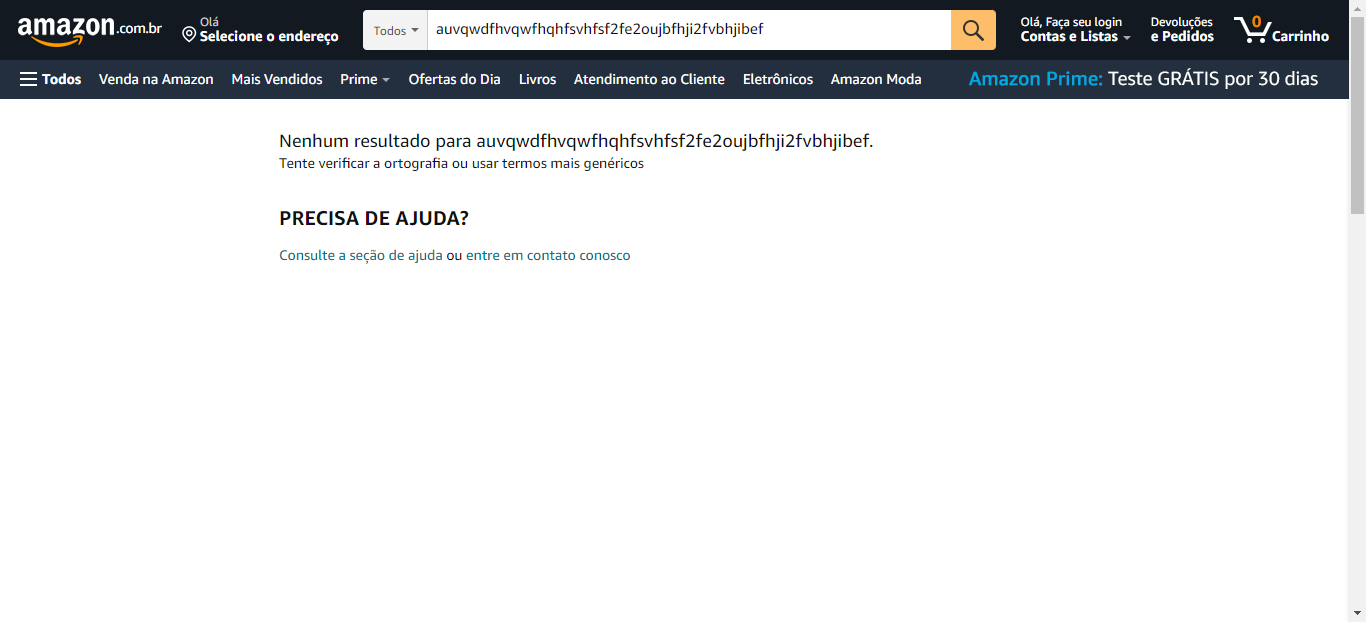 amazon.com.br
Olá
Selecione o endereço
Todos
auvqwdfhvqwfhqhfsvhfsf2fe2oujbfhji2fvbhjibef
Olá, Faça seu login
Contas e Listas
Devoluções
e Pedidos
0
Carrinho
Todos Venda na Amazon Mais Vendidos Prime Ofertas do Dia Livros Atendimento ao Cliente Eletrônicos Amazon Moda Amazon Prime: Teste GRÁTIS por 30 dias
Nenhum resultado para auvqwdfhvqwfhqhfsvhfsf2fe2oujbfhji2fvbhjibef.
Tente verificar a ortografia ou usar termos mais genéricos
PRECISA DE AJUDA?
Consulte a seção de ajuda ou entre em contato conosco